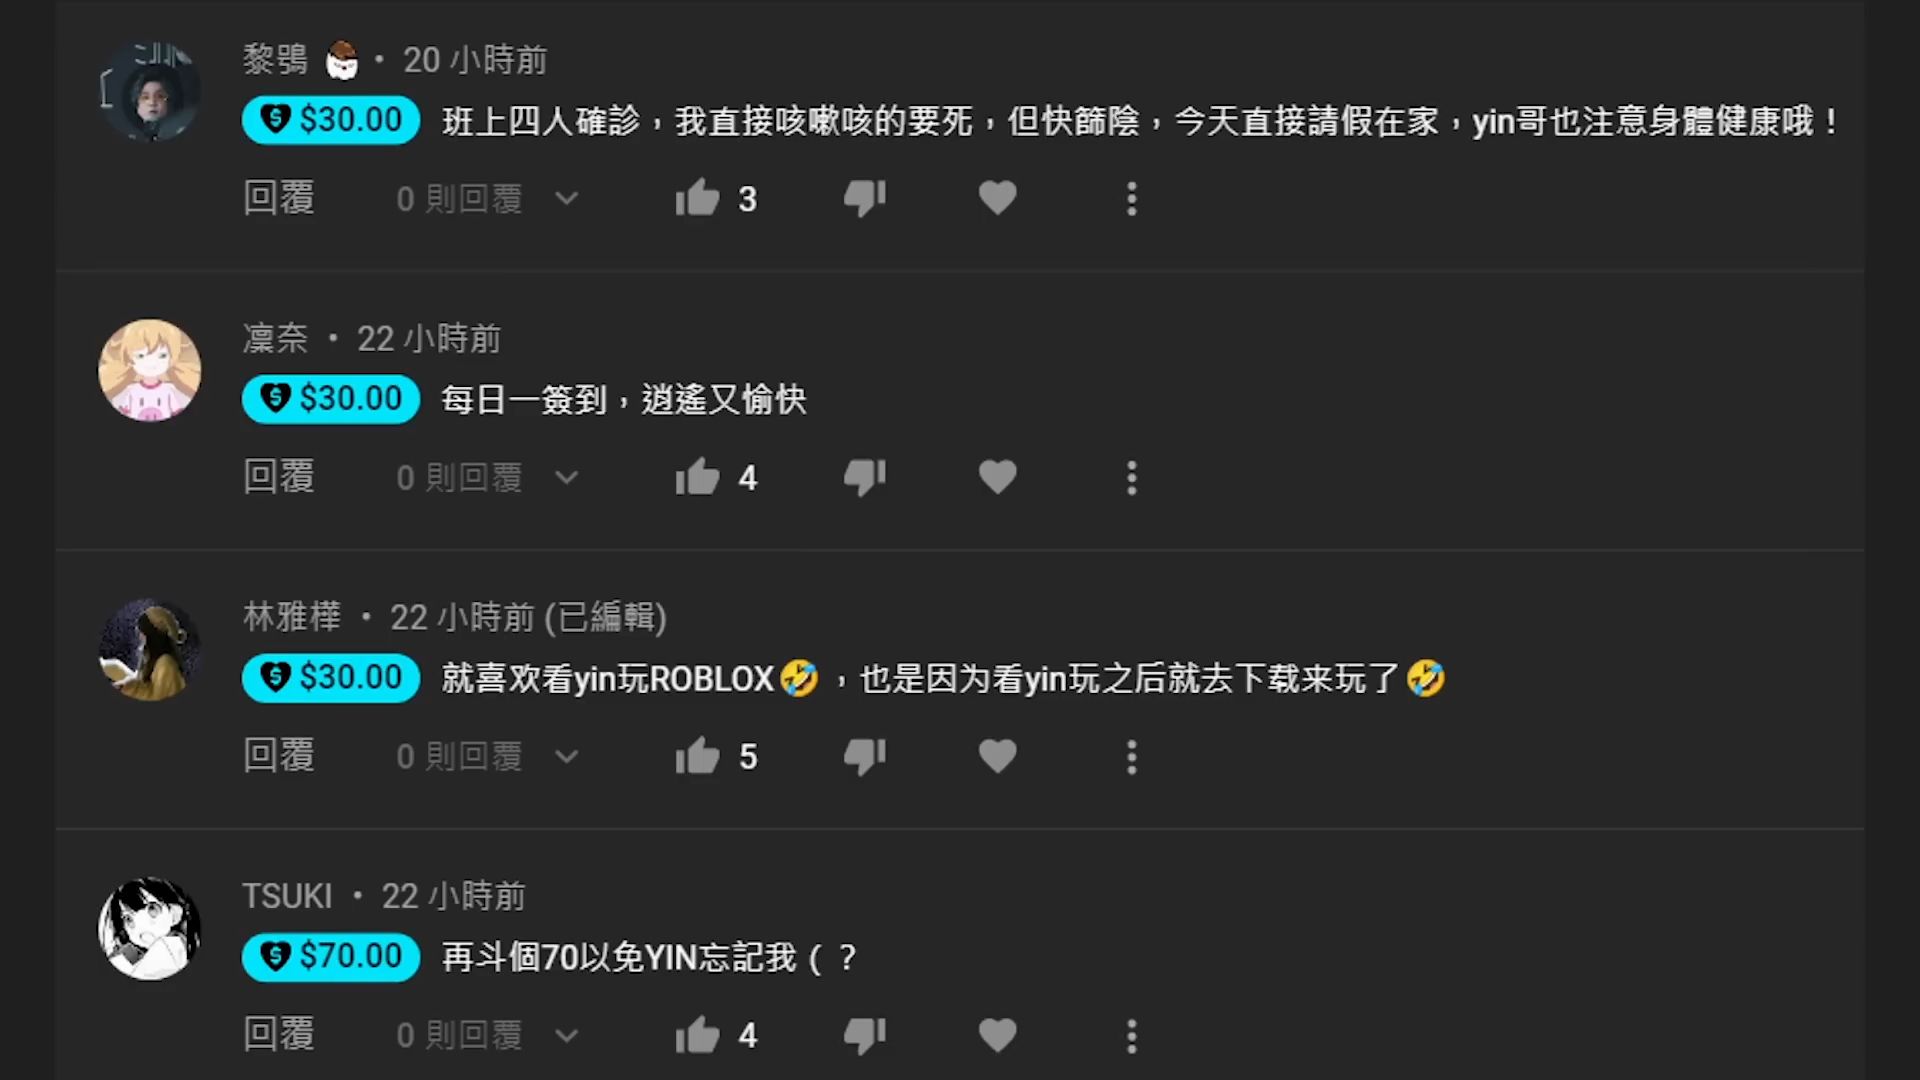 黎鴞 • 20 小時前
$30.00 班上四人確診，我直接咳嗽咳的要死，但快篩陰，今天直接請假在家，yin哥也注意身體健康哦！
回覆 0 則回覆 3
凜奈 • 22 小時前
$30.00 每日一簽到，逍遙又愉快
回覆 0 則回覆 4
林雅樺 • 22 小時前 (已編輯)
$30.00 就喜欢看yin玩ROBLOX🤣，也是因为看yin玩之后就去下载来玩了🤣
回覆 0 則回覆 5
TSUKI • 22 小時前
$70.00 再斗個70以免YIN忘記我（？
回覆 0 則回覆 4